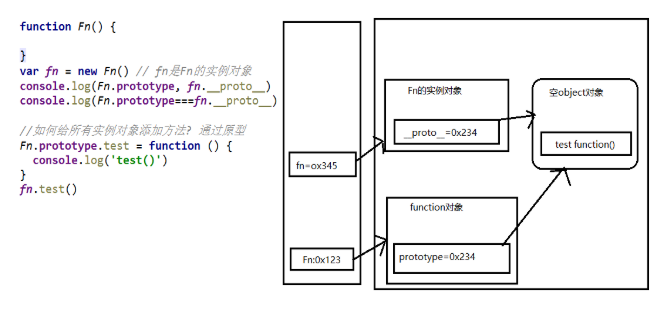 function Fn() {
}
var fn = new Fn() // fn是Fn的实例对象
console.log(Fn.prototype, fn.__proto__)
console.log(Fn.prototype===fn.__proto__)
//如何给所有实例对象添加方法? 通过原型
Fn.prototype.test = function () {
console.log('test()')
}
fn.test()
fn=ox345
Fn:0x123
Fn的实例对象
__proto__=0x234
function对象
prototype=0x234
空object对象
test function()